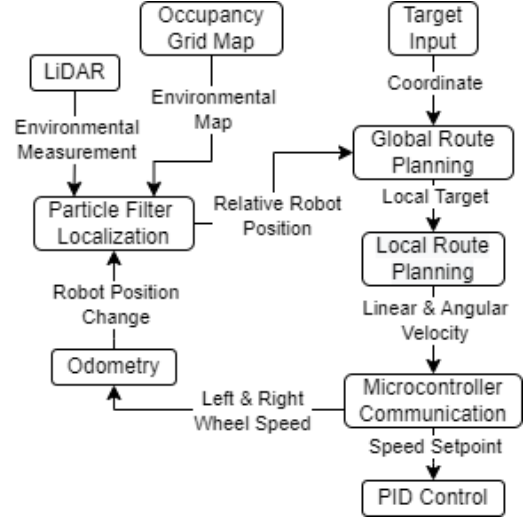 Occupancy
Grid Map
Target
Input
LiDAR
Environmental
Map
Coordinate
Environmental
Measurement
Global Route
Planning
Particle Filter
Localization
Relative Robot
Position
Local Target
Local Route
Planning
Robot Position
Change
Linear & Angular
Velocity
Odometry
Left & Right
Wheel Speed
Microcontroller
Communication
Speed Setpoint
PID Control